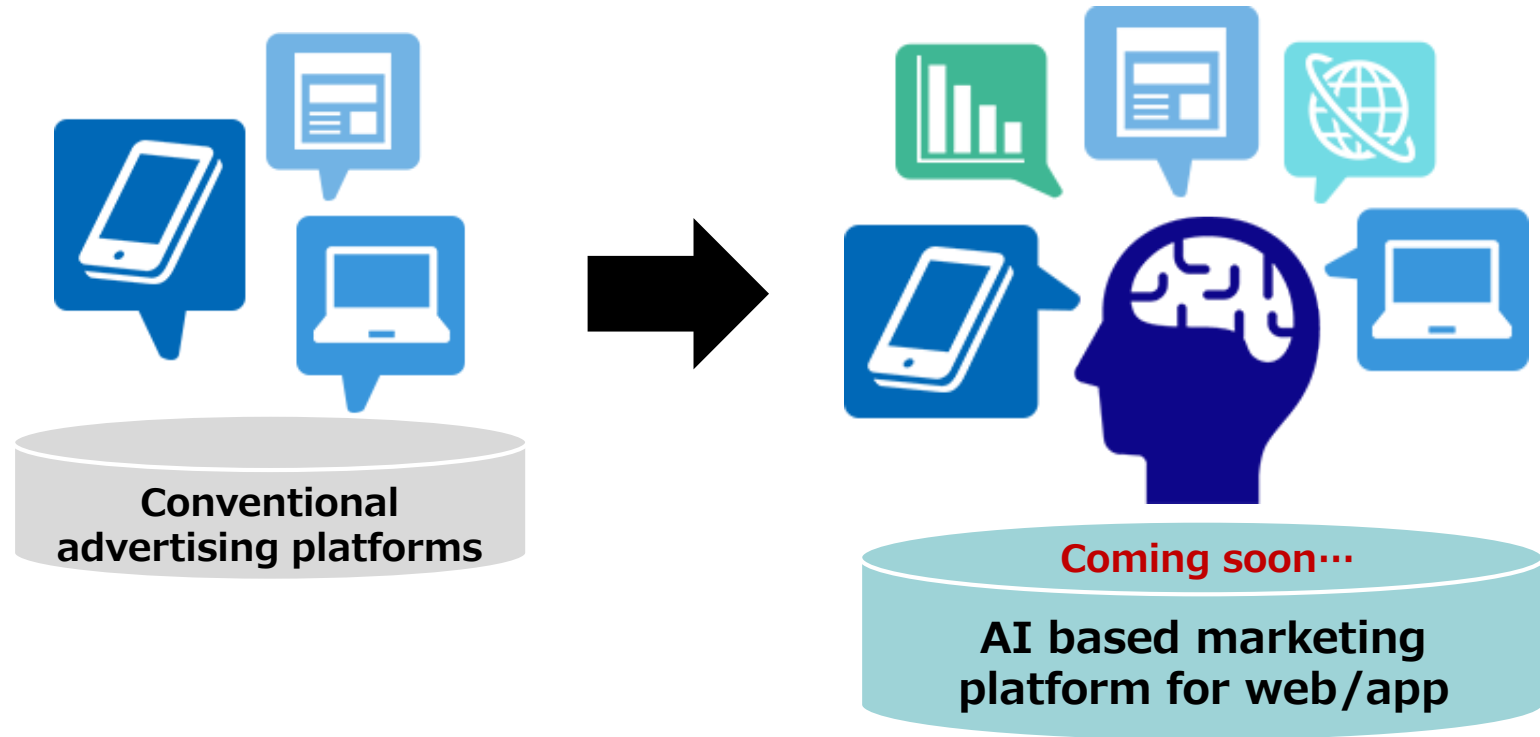 Conventional
advertising platforms
Coming soon…
AI based marketing
platform for web/app